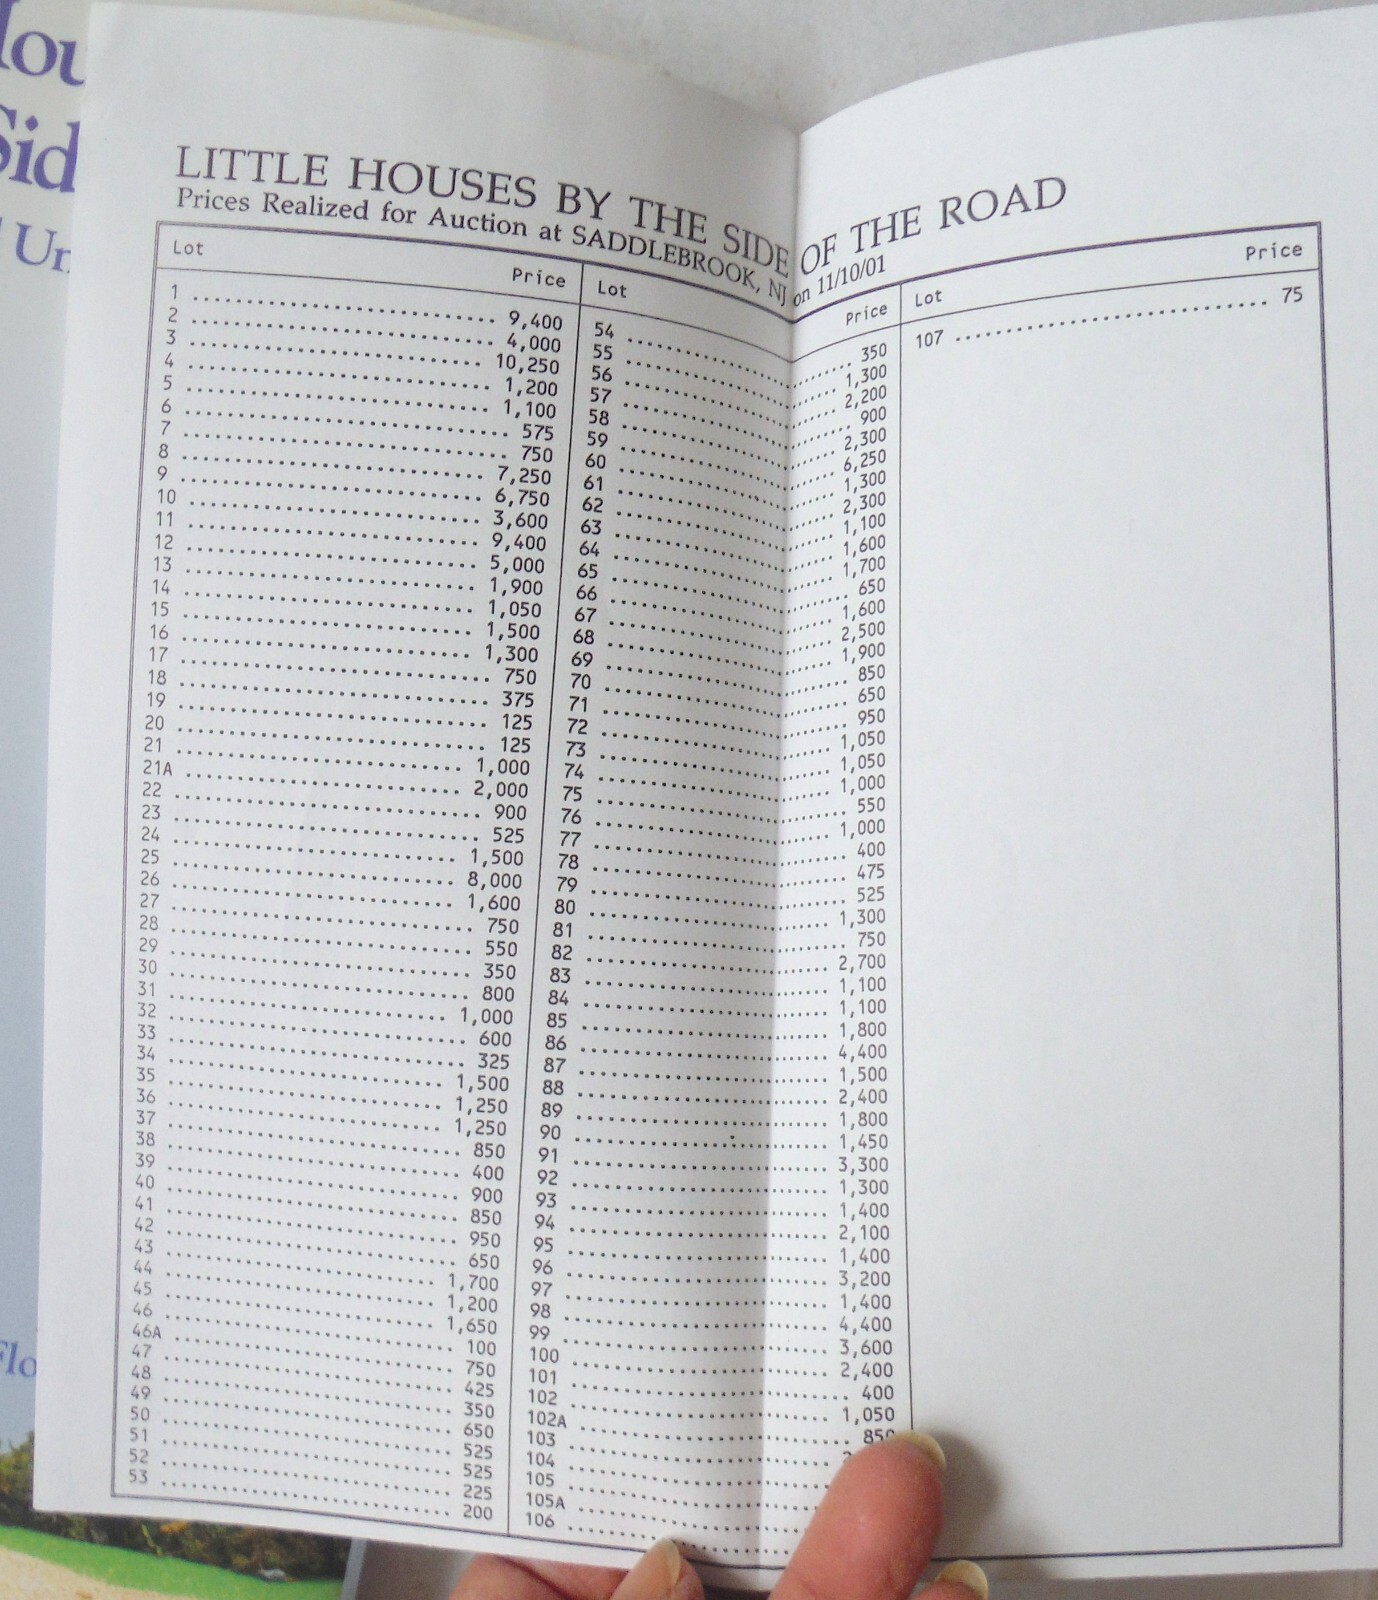 Hou
Sid
Un
Flo
LITTLE HOUSES BY THE SIDE OF THE ROAD
Prices Realized for Auction at SADDLEBROOK, NJ on 11/10/01
Lot Price
1 ... 9,400
2 ... 4,000
3 ... 10,250
4 ... 1,200
5 ... 1,100
6 ... 575
7 ... 750
8 ... 7,250
9 ... 6,750
10 ... 3,600
11 ... 9,400
12 ... 5,000
13 ... 1,900
14 ... 1,050
15 ... 1,500
16 ... 1,300
17 ... 750
18 ... 375
19 ... 125
20 ... 125
21 ... 1,000
21A ... 2,000
22 ... 900
23 ... 525
24 ... 1,500
25 ... 8,000
26 ... 1,600
27 ... 750
28 ... 550
29 ... 350
30 ... 800
31 ... 1,000
32 ... 600
33 ... 325
34 ... 1,500
35 ... 1,250
36 ... 1,250
37 ... 850
38 ... 400
39 ... 900
40 ... 850
41 ... 950
42 ... 650
43 ... 1,700
44 ... 1,200
45 ... 1,650
46 ... 100
46A ... 750
47 ... 425
48 ... 350
49 ... 650
50 ... 525
51 ... 525
52 ... 225
53 ... 200
Lot Price
54 ... 350
55 ... 1,300
56 ... 2,200
57 ... 900
58 ... 2,300
59 ... 6,250
60 ... 1,300
61 ... 2,300
62 ... 1,100
63 ... 1,600
64 ... 1,700
65 ... 650
66 ... 1,600
67 ... 2,500
68 ... 1,900
69 ... 850
70 ... 650
71 ... 950
72 ... 1,050
73 ... 1,050
74 ... 1,000
75 ... 550
76 ... 1,000
77 ... 400
78 ... 475
79 ... 525
80 ... 1,300
81 ... 750
82 ... 2,700
83 ... 1,100
84 ... 1,100
85 ... 1,800
86 ... 4,400
87 ... 1,500
88 ... 2,400
89 ... 1,800
90 ... 1,450
91 ... 3,300
92 ... 1,300
93 ... 1,400
94 ... 2,100
95 ... 1,400
96 ... 3,200
97 ... 1,400
98 ... 4,400
99 ... 3,600
100 ... 2,400
101 ... 400
102 ... 1,050
102A ... 850
103 ...
104 ...
105 ...
105A ...
106 ...
Lot Price
107 ... 75